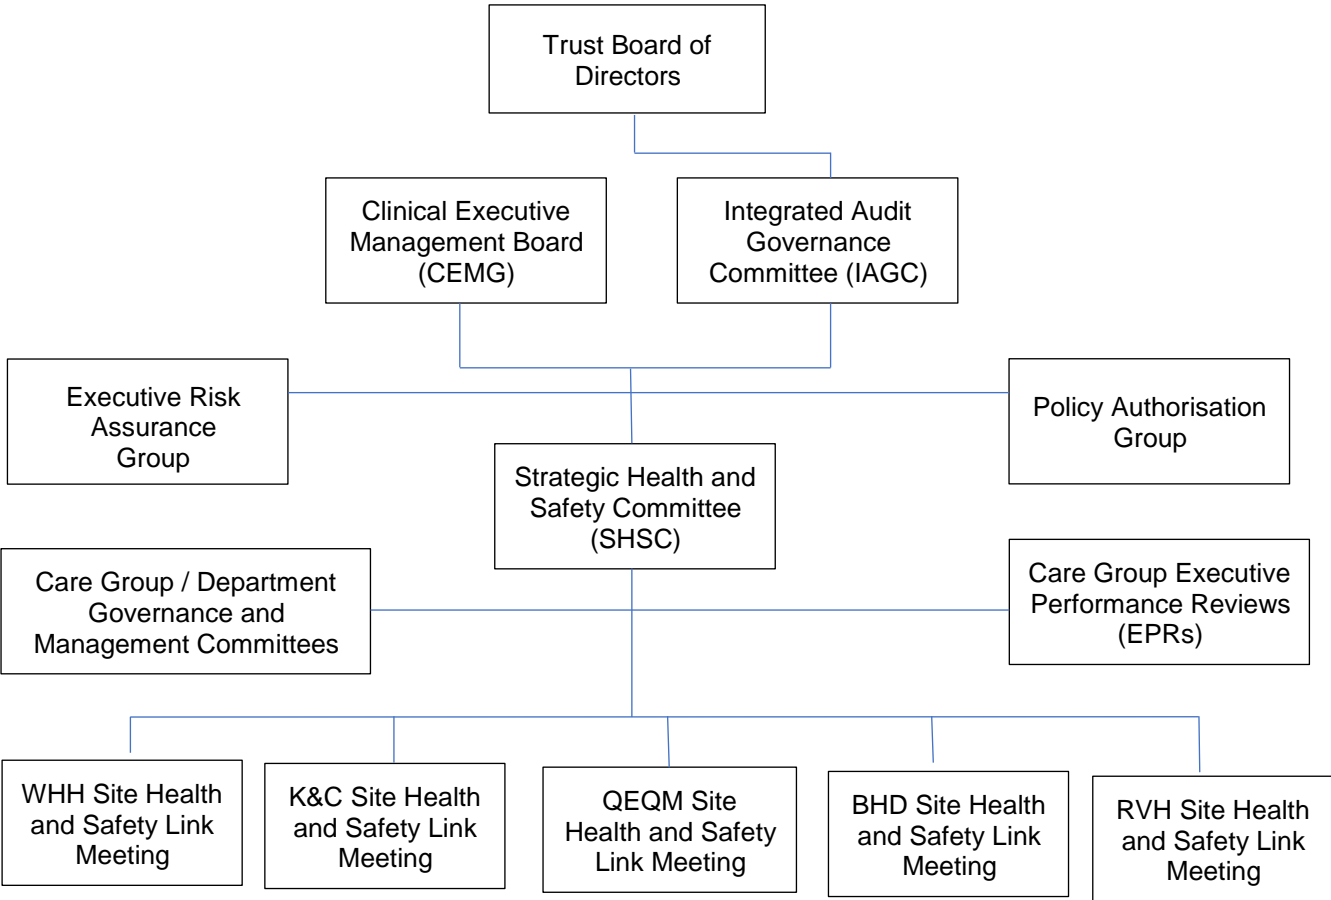 Trust Board of
Directors
Clinical Executive
Management Board
(CEMG)
Integrated Audit
Governance
Committee (IAGC)
Executive Risk
Assurance
Group
Policy Authorisation
Group
Strategic Health and
Safety Committee
(SHSC)
Care Group / Department
Governance and
Management Committees
Care Group Executive
Performance Reviews
(EPRs)
WHH Site Health
and Safety Link
Meeting
K&C Site Health
and Safety Link
Meeting
QEQM Site
Health and Safety
Link Meeting
BHD Site Health
and Safety Link
Meeting
RVH Site Health
and Safety Link
Meeting